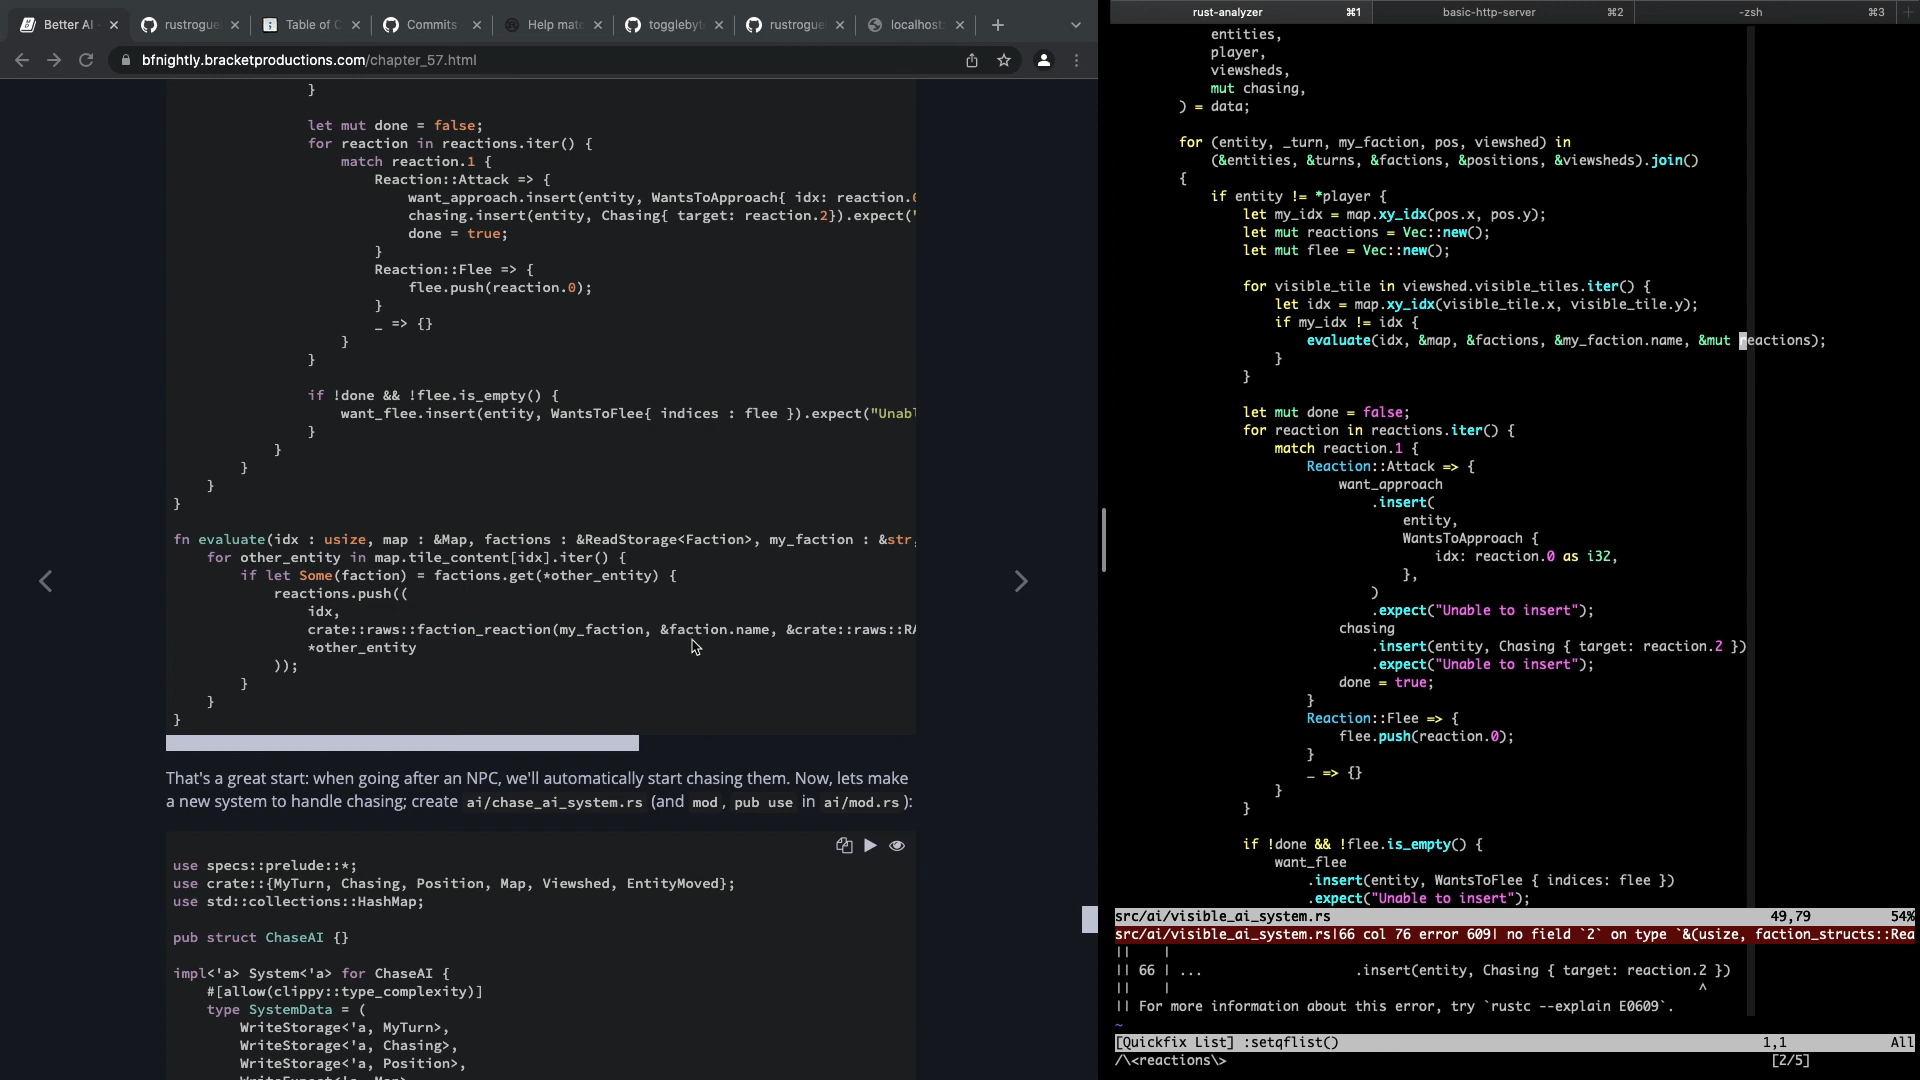 Better AI
rustrogue
Table of C
Commits
Help mate
togglebyt
rustrogue
localhost:
bfnightly.bracketproductions.com/chapter_57.html
}
let mut done = false;
for reaction in reactions.iter() {
match reaction.1 {
Reaction::Attack => {
want_approach.insert(entity, WantsToApproach{ idx: reaction.0
chasing.insert(entity, Chasing{ target: reaction.2}).expect("
done = true;
}
Reaction::Flee => {
flee.push(reaction.0);
}
_ => {}
}
}
if !done && !flee.is_empty() {
want_flee.insert(entity, WantsToFlee{ indices : flee }).expect("Unabl
}
}
}
}
}
fn evaluate(idx : usize, map : &Map, factions : &ReadStorage<Faction>, my_faction : &str,
for other_entity in map.tile_content[idx].iter() {
if let Some(faction) = factions.get(*other_entity) {
reactions.push((
idx,
crate::raws::faction_reaction(my_faction, &faction.name, &crate::raws::RA
*other_entity
));
}
}
}
That's a great start: when going after an NPC, we'll automatically start chasing them. Now, lets make
a new system to handle chasing; create ai/chase_ai_system.rs (and mod, pub use in ai/mod.rs):
use specs::prelude::*;
use crate::{MyTurn, Chasing, Position, Map, Viewshed, EntityMoved};
use std::collections::HashMap;
pub struct ChaseAI {}
impl<'a> System<'a> for ChaseAI {
#[allow(clippy::type_complexity)]
type SystemData = (
WriteStorage<'a, MyTurn>,
WriteStorage<'a, Chasing>,
WriteStorage<'a, Position>,
WriteExpect<'a, Map>,
rust-analyzer ⌘1
basic-http-server ⌘2
-zsh ⌘3
entities,
player,
viewsheds,
mut chasing,
) = data;
for (entity, _turn, my_faction, pos, viewshed) in
(&entities, &turns, &factions, &positions, &viewsheds).join()
{
if entity != *player {
let my_idx = map.xy_idx(pos.x, pos.y);
let mut reactions = Vec::new();
let mut flee = Vec::new();
for visible_tile in viewshed.visible_tiles.iter() {
let idx = map.xy_idx(visible_tile.x, visible_tile.y);
if my_idx != idx {
evaluate(idx, &map, &factions, &my_faction.name, &mut reactions);
}
}
let mut done = false;
for reaction in reactions.iter() {
match reaction.1 {
Reaction::Attack => {
want_approach
.insert(
entity,
WantsToApproach {
idx: reaction.0 as i32,
},
)
.expect("Unable to insert");
chasing
.insert(entity, Chasing { target: reaction.2 })
.expect("Unable to insert");
done = true;
}
Reaction::Flee => {
flee.push(reaction.0);
}
_ => {}
}
}
if !done && !flee.is_empty() {
want_flee
.insert(entity, WantsToFlee { indices: flee })
.expect("Unable to insert");
src/ai/visible_ai_system.rs 49,79 54%
src/ai/visible_ai_system.rs|66 col 76 error 609| no field `2` on type `&(usize, faction_structs::Rea
|| |
|| 66 | ... .insert(entity, Chasing { target: reaction.2 })
|| | ^
|| For more information about this error, try `rustc --explain E0609`.
~
[Quickfix List] :setqflist() 1,1 All
/\<reactions\> [2/5]